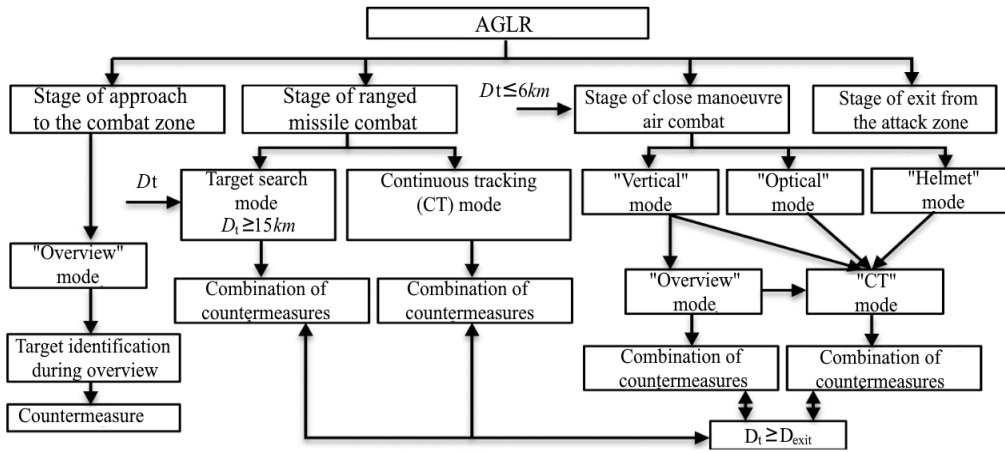 AGLR
Stage of approach
to the combat zone
Stage of ranged
missile combat
Dt≤6km
Stage of close manoeuvre
air combat
Stage of exit from
the attack zone
Dt
Target search
mode
Dt ≥15km
Continuous tracking
(CT) mode
"Vertical"
mode
"Optical"
mode
"Helmet"
mode
"Overview"
mode
Combination of
countermeasures
Combination of
countermeasures
"Overview"
mode
"CT"
mode
Target identification
during overview
Combination of
countermeasures
Combination of
countermeasures
Countermeasure
Dt ≥ Dexit